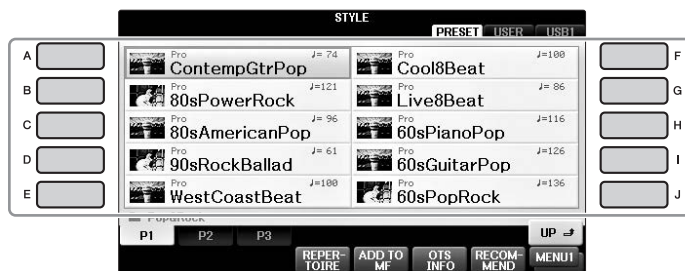 STYLE
PRESET USER USB1
A
Pro ♩= 74
ContempGtrPop
Pro ♩=100
Cool8Beat
F
B
Pro ♩=121
80sPowerRock
Pro ♩= 86
Live8Beat
G
C
Pro ♩= 96
80sAmericanPop
Pro ♩=116
60sPianoPop
H
D
Pro ♩= 61
90sRockBallad
Pro ♩=126
60sGuitarPop
I
E
Pro ♩=100
WestCoastBeat
Pro ♩=136
60sPopRock
J
Pop&Rock
P1 P2 P3 UP
REPER-
TOIRE
ADD TO
MF
OTS
INFO
RECOM-
MEND
MENU1